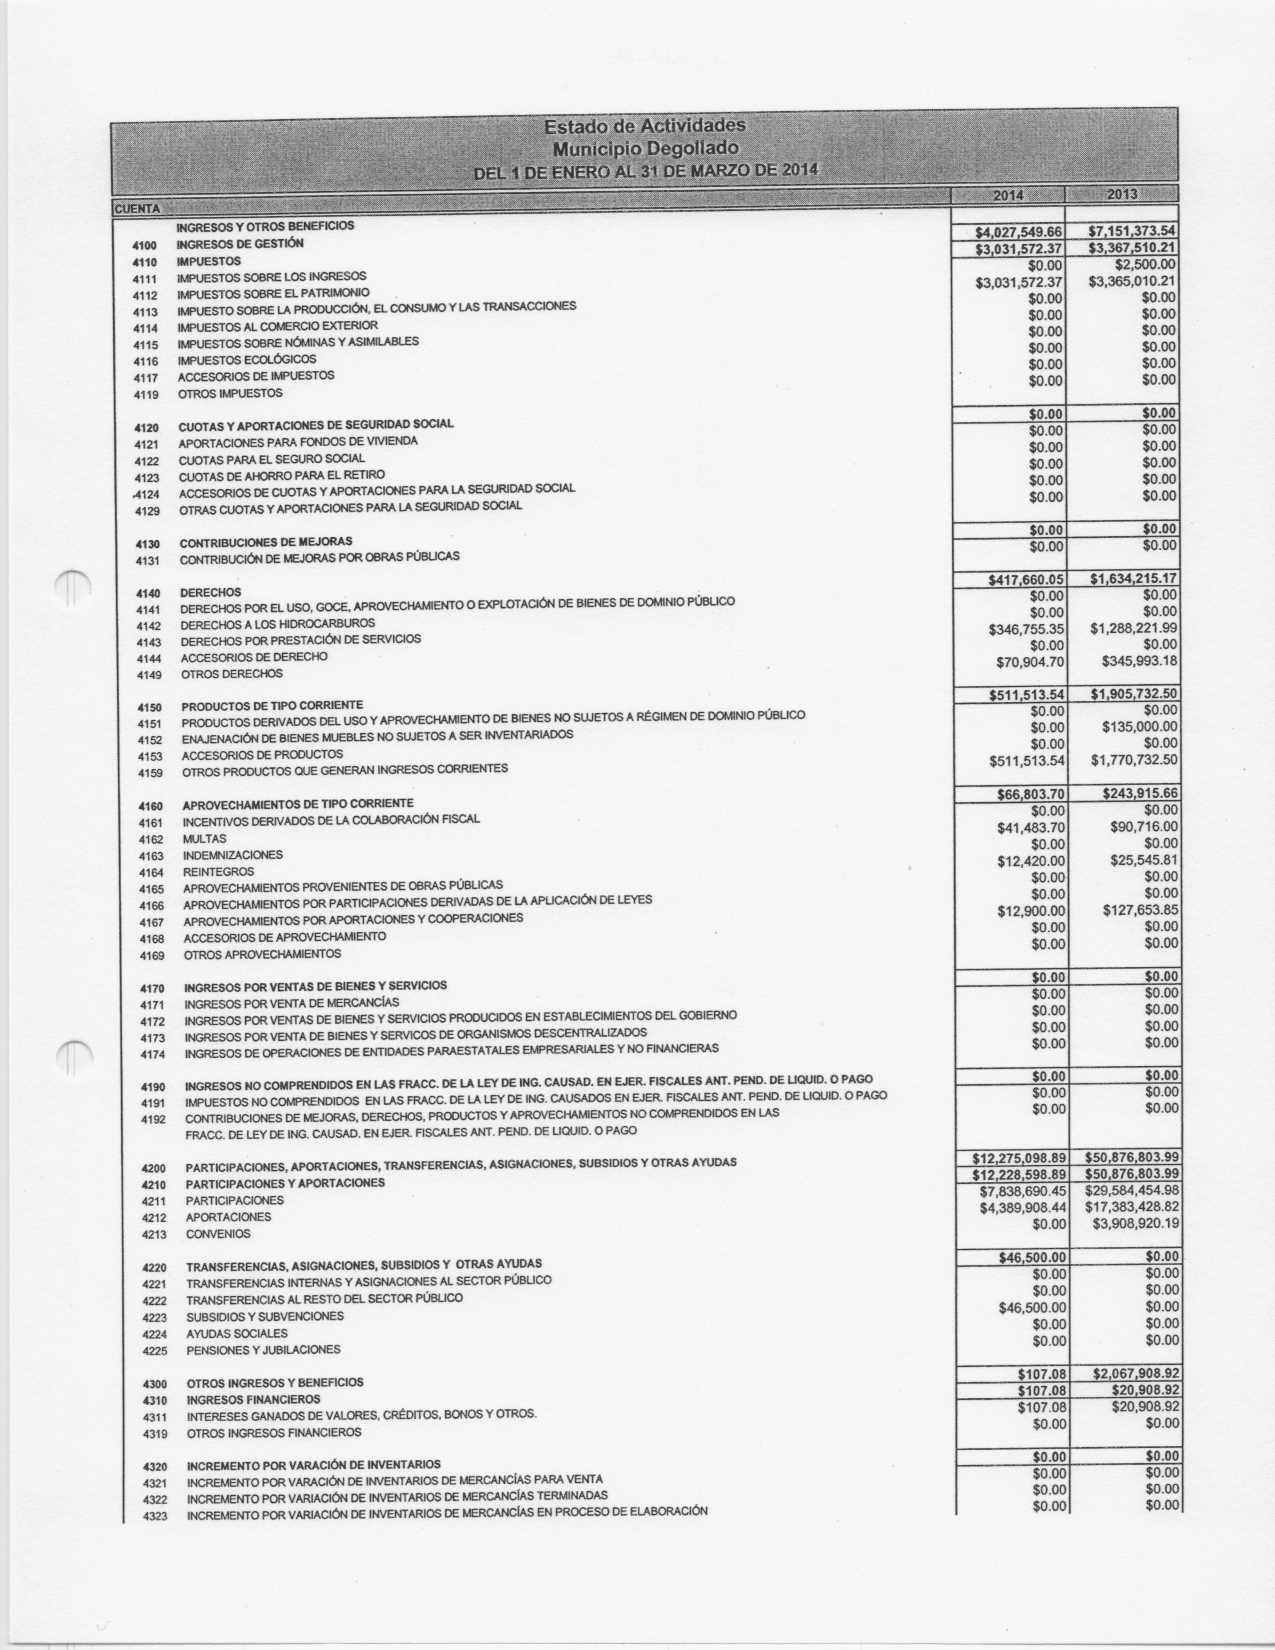 Estado de Actividades
Municipio Degollado
DEL 1 DE ENERO AL 31 DE MARZO DE 2014
CUENTA 2014 2013
INGRESOS Y OTROS BENEFICIOS
4100 INGRESOS DE GESTIÓN $4,027,549.66 $7,151,373.54
4110 IMPUESTOS $3,031,572.37 $3,367,510.21
4111 IMPUESTOS SOBRE LOS INGRESOS $0.00 $2,500.00
4112 IMPUESTOS SOBRE EL PATRIMONIO $3,031,572.37 $3,365,010.21
4113 IMPUESTO SOBRE LA PRODUCCIÓN, EL CONSUMO Y LAS TRANSACCIONES $0.00 $0.00
4114 IMPUESTOS AL COMERCIO EXTERIOR $0.00 $0.00
4115 IMPUESTOS SOBRE NÓMINAS Y ASIMILABLES $0.00 $0.00
4116 IMPUESTOS ECOLÓGICOS $0.00 $0.00
4117 ACCESORIOS DE IMPUESTOS $0.00 $0.00
4119 OTROS IMPUESTOS $0.00 $0.00
4120 CUOTAS Y APORTACIONES DE SEGURIDAD SOCIAL $0.00 $0.00
4121 APORTACIONES PARA FONDOS DE VIVIENDA $0.00 $0.00
4122 CUOTAS PARA EL SEGURO SOCIAL $0.00 $0.00
4123 CUOTAS DE AHORRO PARA EL RETIRO $0.00 $0.00
4124 ACCESORIOS DE CUOTAS Y APORTACIONES PARA LA SEGURIDAD SOCIAL $0.00 $0.00
4129 OTRAS CUOTAS Y APORTACIONES PARA LA SEGURIDAD SOCIAL $0.00 $0.00
4130 CONTRIBUCIONES DE MEJORAS $0.00 $0.00
4131 CONTRIBUCIÓN DE MEJORAS POR OBRAS PÚBLICAS $0.00 $0.00
4140 DERECHOS $417,660.05 $1,634,215.17
4141 DERECHOS POR EL USO, GOCE, APROVECHAMIENTO O EXPLOTACIÓN DE BIENES DE DOMINIO PÚBLICO $0.00 $0.00
4142 DERECHOS A LOS HIDROCARBUROS $0.00 $0.00
4143 DERECHOS POR PRESTACIÓN DE SERVICIOS $346,755.35 $1,288,221.99
4144 ACCESORIOS DE DERECHO $0.00 $0.00
4149 OTROS DERECHOS $70,904.70 $345,993.18
4150 PRODUCTOS DE TIPO CORRIENTE $511,513.54 $1,905,732.50
4151 PRODUCTOS DERIVADOS DEL USO Y APROVECHAMIENTO DE BIENES NO SUJETOS A RÉGIMEN DE DOMINIO PÚBLICO $0.00 $0.00
4152 ENAJENACIÓN DE BIENES MUEBLES NO SUJETOS A SER INVENTARIADOS $0.00 $135,000.00
4153 ACCESORIOS DE PRODUCTOS $0.00 $0.00
4159 OTROS PRODUCTOS QUE GENERAN INGRESOS CORRIENTES $511,513.54 $1,770,732.50
4160 APROVECHAMIENTOS DE TIPO CORRIENTE $66,803.70 $243,915.66
4161 INCENTIVOS DERIVADOS DE LA COLABORACIÓN FISCAL $0.00 $0.00
4162 MULTAS $41,483.70 $90,716.00
4163 INDEMNIZACIONES $0.00 $0.00
4164 REINTEGROS $12,420.00 $25,545.81
4165 APROVECHAMIENTOS PROVENIENTES DE OBRAS PÚBLICAS $0.00 $0.00
4166 APROVECHAMIENTOS POR PARTICIPACIONES DERIVADAS DE LA APLICACIÓN DE LEYES $0.00 $0.00
4167 APROVECHAMIENTOS POR APORTACIONES Y COOPERACIONES $12,900.00 $127,653.85
4168 ACCESORIOS DE APROVECHAMIENTO $0.00 $0.00
4169 OTROS APROVECHAMIENTOS $0.00 $0.00
4170 INGRESOS POR VENTAS DE BIENES Y SERVICIOS $0.00 $0.00
4171 INGRESOS POR VENTA DE MERCANCÍAS $0.00 $0.00
4172 INGRESOS POR VENTAS DE BIENES Y SERVICIOS PRODUCIDOS EN ESTABLECIMIENTOS DEL GOBIERNO $0.00 $0.00
4173 INGRESOS POR VENTA DE BIENES Y SERVICOS DE ORGANISMOS DESCENTRALIZADOS $0.00 $0.00
4174 INGRESOS DE OPERACIONES DE ENTIDADES PARAESTATALES EMPRESARIALES Y NO FINANCIERAS $0.00 $0.00
4190 INGRESOS NO COMPRENDIDOS EN LAS FRACC. DE LA LEY DE ING. CAUSAD. EN EJER. FISCALES ANT. PEND. DE LIQUID. O PAGO $0.00 $0.00
4191 IMPUESTOS NO COMPRENDIDOS EN LAS FRACC. DE LA LEY DE ING. CAUSADOS EN EJER. FISCALES ANT. PEND. DE LIQUID. O PAGO $0.00 $0.00
4192 CONTRIBUCIONES DE MEJORAS, DERECHOS, PRODUCTOS Y APROVECHAMIENTOS NO COMPRENDIDOS EN LAS $0.00 $0.00
FRACC. DE LEY DE ING. CAUSAD. EN EJER. FISCALES ANT. PEND. DE LIQUID. O PAGO
4200 PARTICIPACIONES, APORTACIONES, TRANSFERENCIAS, ASIGNACIONES, SUBSIDIOS Y OTRAS AYUDAS $12,275,098.89 $50,876,803.99
4210 PARTICIPACIONES Y APORTACIONES $12,228,598.89 $50,876,803.99
4211 PARTICIPACIONES $7,838,690.45 $29,584,454.98
4212 APORTACIONES $4,389,908.44 $17,383,428.82
4213 CONVENIOS $0.00 $3,908,920.19
4220 TRANSFERENCIAS, ASIGNACIONES, SUBSIDIOS Y OTRAS AYUDAS $46,500.00 $0.00
4221 TRANSFERENCIAS INTERNAS Y ASIGNACIONES AL SECTOR PÚBLICO $0.00 $0.00
4222 TRANSFERENCIAS AL RESTO DEL SECTOR PÚBLICO $0.00 $0.00
4223 SUBSIDIOS Y SUBVENCIONES $46,500.00 $0.00
4224 AYUDAS SOCIALES $0.00 $0.00
4225 PENSIONES Y JUBILACIONES $0.00 $0.00
4300 OTROS INGRESOS Y BENEFICIOS $107.08 $2,067,908.92
4310 INGRESOS FINANCIEROS $107.08 $20,908.92
4311 INTERESES GANADOS DE VALORES, CRÉDITOS, BONOS Y OTROS. $107.08 $20,908.92
4319 OTROS INGRESOS FINANCIEROS $0.00 $0.00
4320 INCREMENTO POR VARACIÓN DE INVENTARIOS $0.00 $0.00
4321 INCREMENTO POR VARACIÓN DE INVENTARIOS DE MERCANCÍAS PARA VENTA $0.00 $0.00
4322 INCREMENTO POR VARIACIÓN DE INVENTARIOS DE MERCANCÍAS TERMINADAS $0.00 $0.00
4323 INCREMENTO POR VARIACIÓN DE INVENTARIOS DE MERCANCÍAS EN PROCESO DE ELABORACIÓN $0.00 $0.00